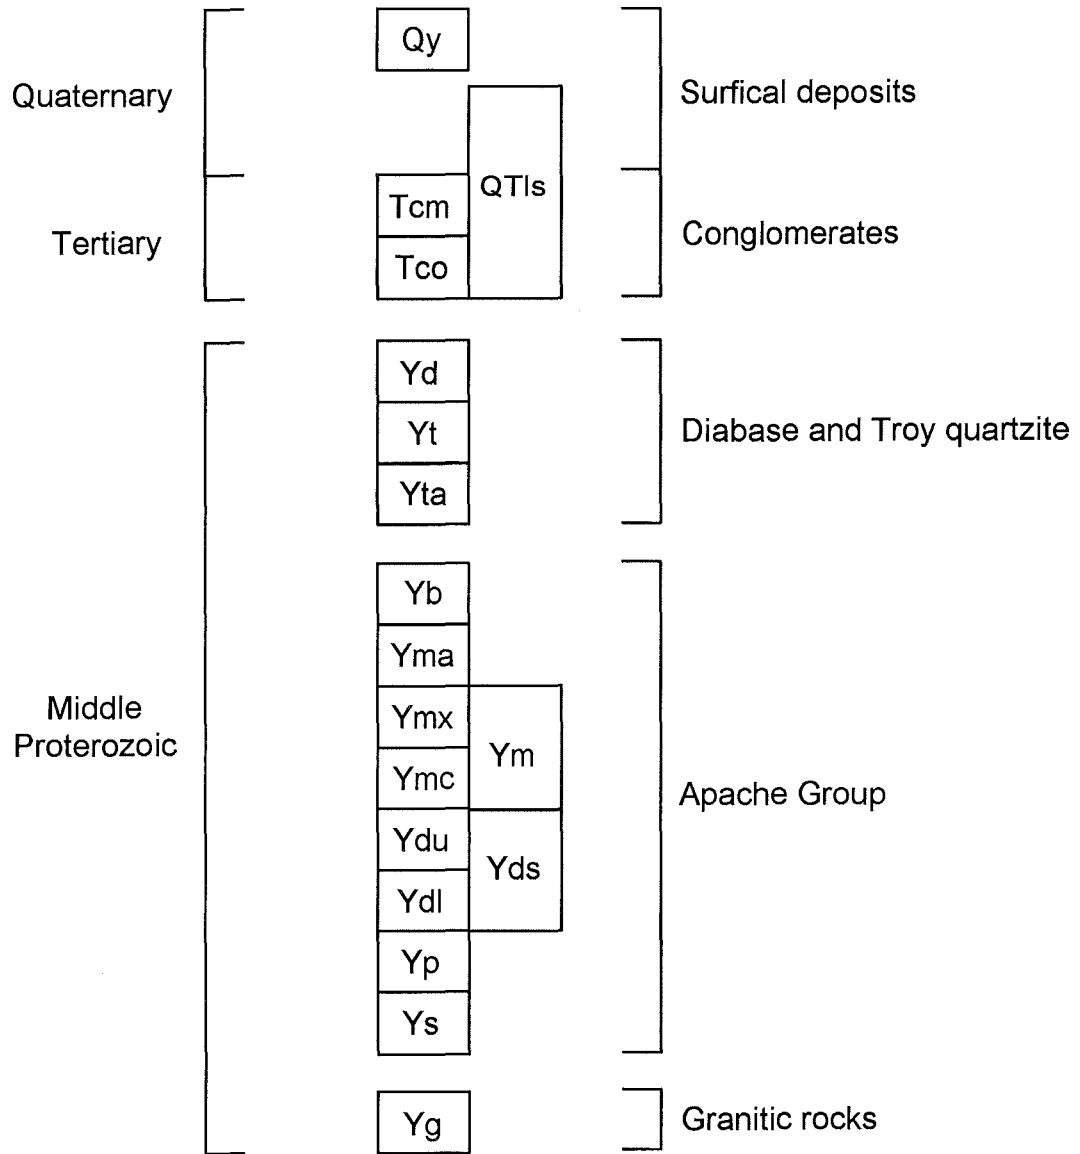 Qy
Quaternary
Surfical deposits
QTls
Tcm
Tertiary
Conglomerates
Tco
Yd
Yt
Diabase and Troy quartzite
Yta
Yb
Yma
Middle
Proterozoic
Ymx
Ym
Ymc
Apache Group
Ydu
Yds
Ydl
Yp
Ys
Yg
Granitic rocks